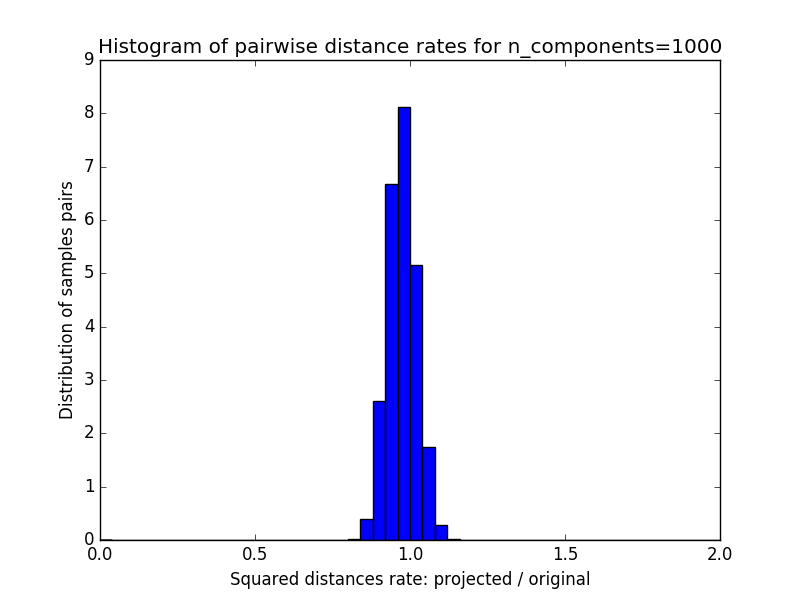 Histogram of pairwise distance rates for n_components=1000
9
8
7
6
5
4
3
2
1
0
Distribution of samples pairs
0.0 0.5 1.0 1.5 2.0
Squared distances rate: projected / original